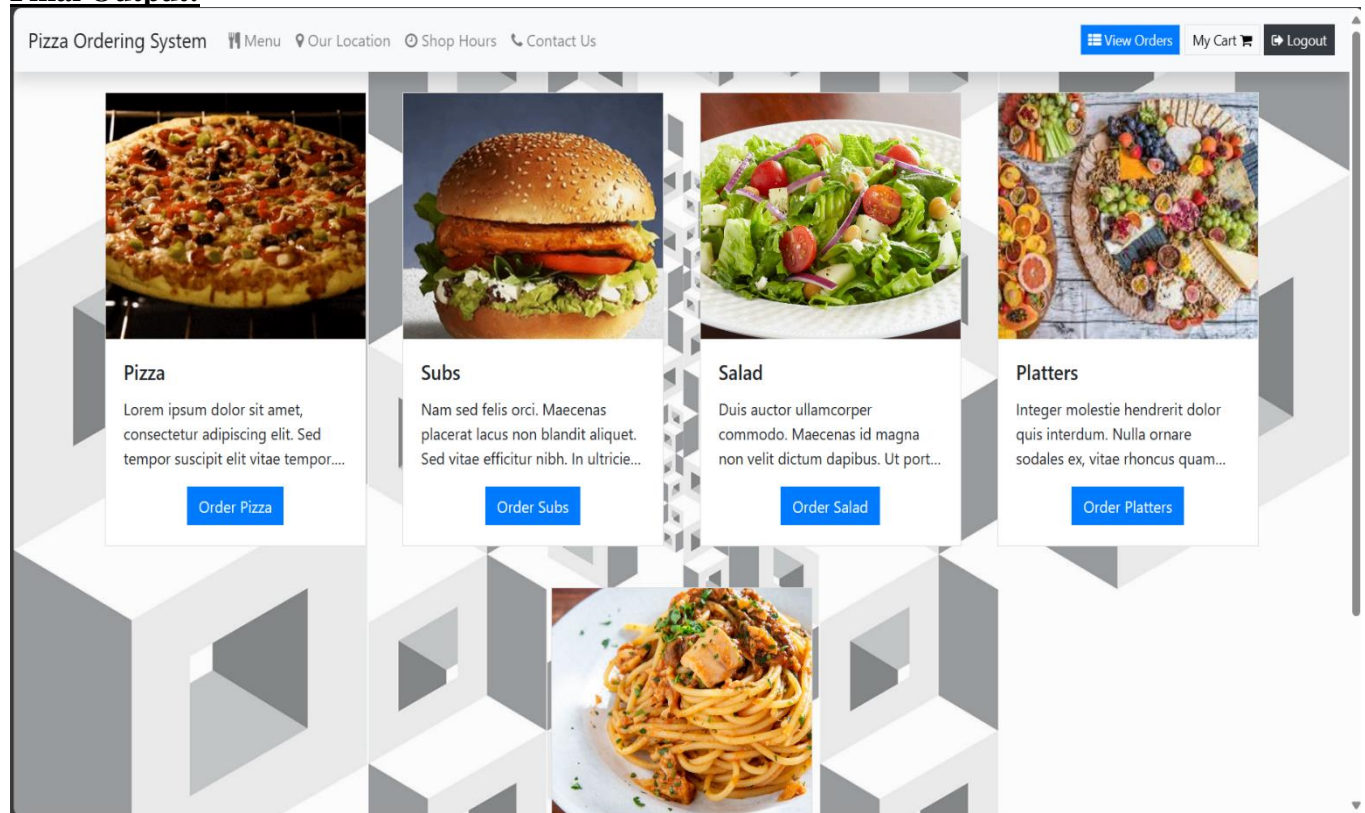 Final Output:
Pizza Ordering System Menu Our Location Shop Hours Contact Us View Orders My Cart Logout
Pizza
Lorem ipsum dolor sit amet,
consectetur adipiscing elit. Sed
tempor suscipit elit vitae tempor....
Order Pizza
Subs
Nam sed felis orci. Maecenas
placerat lacus non blandit aliquet.
Sed vitae efficitur nibh. In ultricie...
Order Subs
Salad
Duis auctor ullamcorper
commodo. Maecenas id magna
non velit dictum dapibus. Ut port...
Order Salad
Platters
Integer molestie hendrerit dolor
quis interdum. Nulla ornare
sodales ex, vitae rhoncus quam...
Order Platters